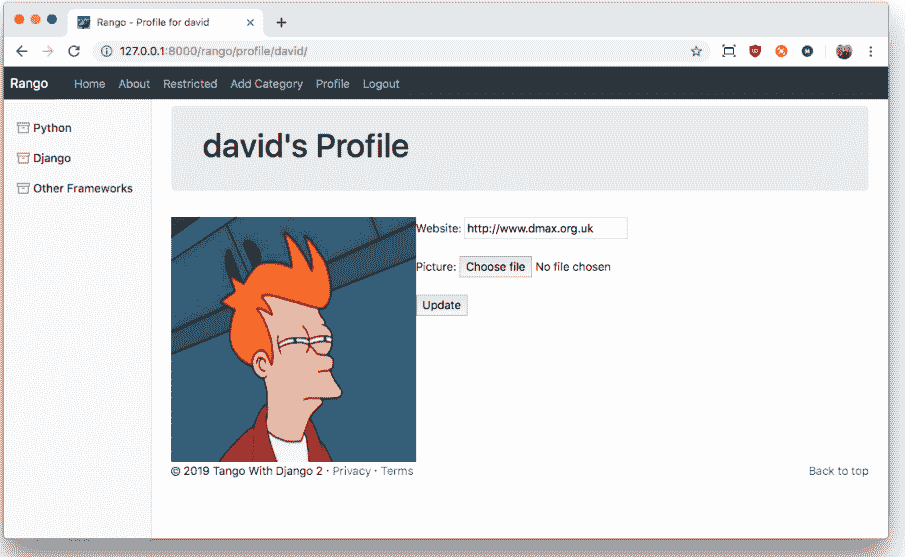 Rango - Profile for david
127.0.0.1:8000/rango/profile/david/
Rango Home About Restricted Add Category Profile Logout
Python
Django
Other Frameworks
david's Profile
Website: http://www.dmax.org.uk
Picture: Choose file No file chosen
Update
© 2019 Tango With Django 2 · Privacy · Terms
Back to top